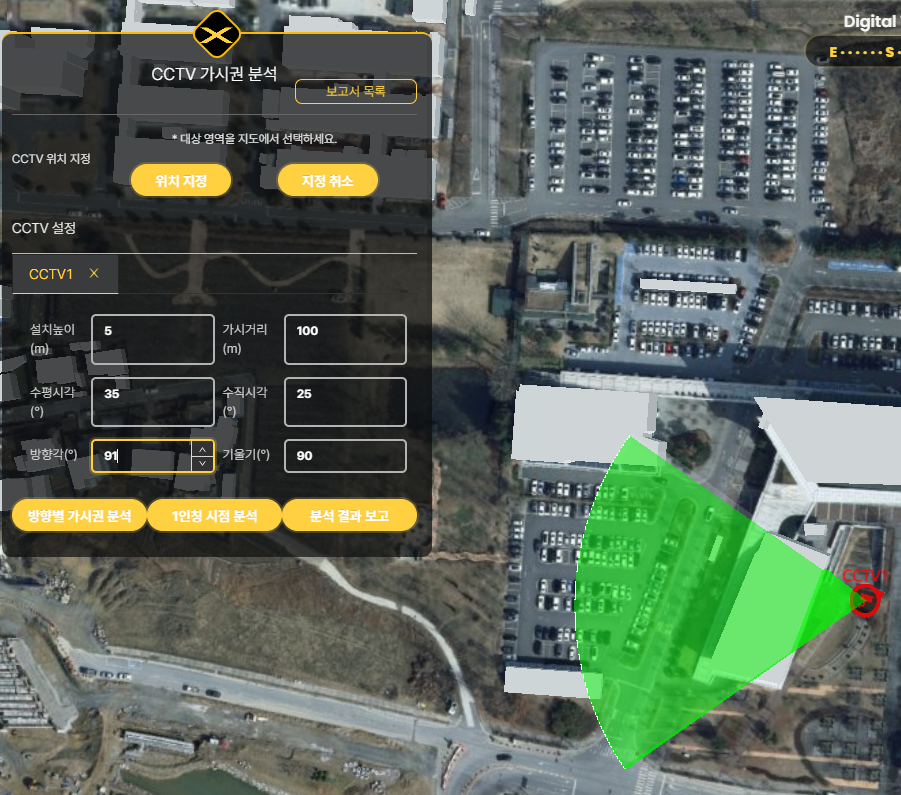 Digital
E · · · · · · S ·
CCTV 가시권 분석
보고서 목록
* 대상 영역을 지도에서 선택하세요.
CCTV 위치 지정
위치 지정
지정 취소
CCTV 설정
CCTV1 ×
설치높이(m) 5 가시거리(m) 100
수평시각(°) 35 수직시각(°) 25
방향각(°) 91 기울기(°) 90
방향별 가시권 분석
1인칭 시점 분석
분석 결과 보고
CCTV1